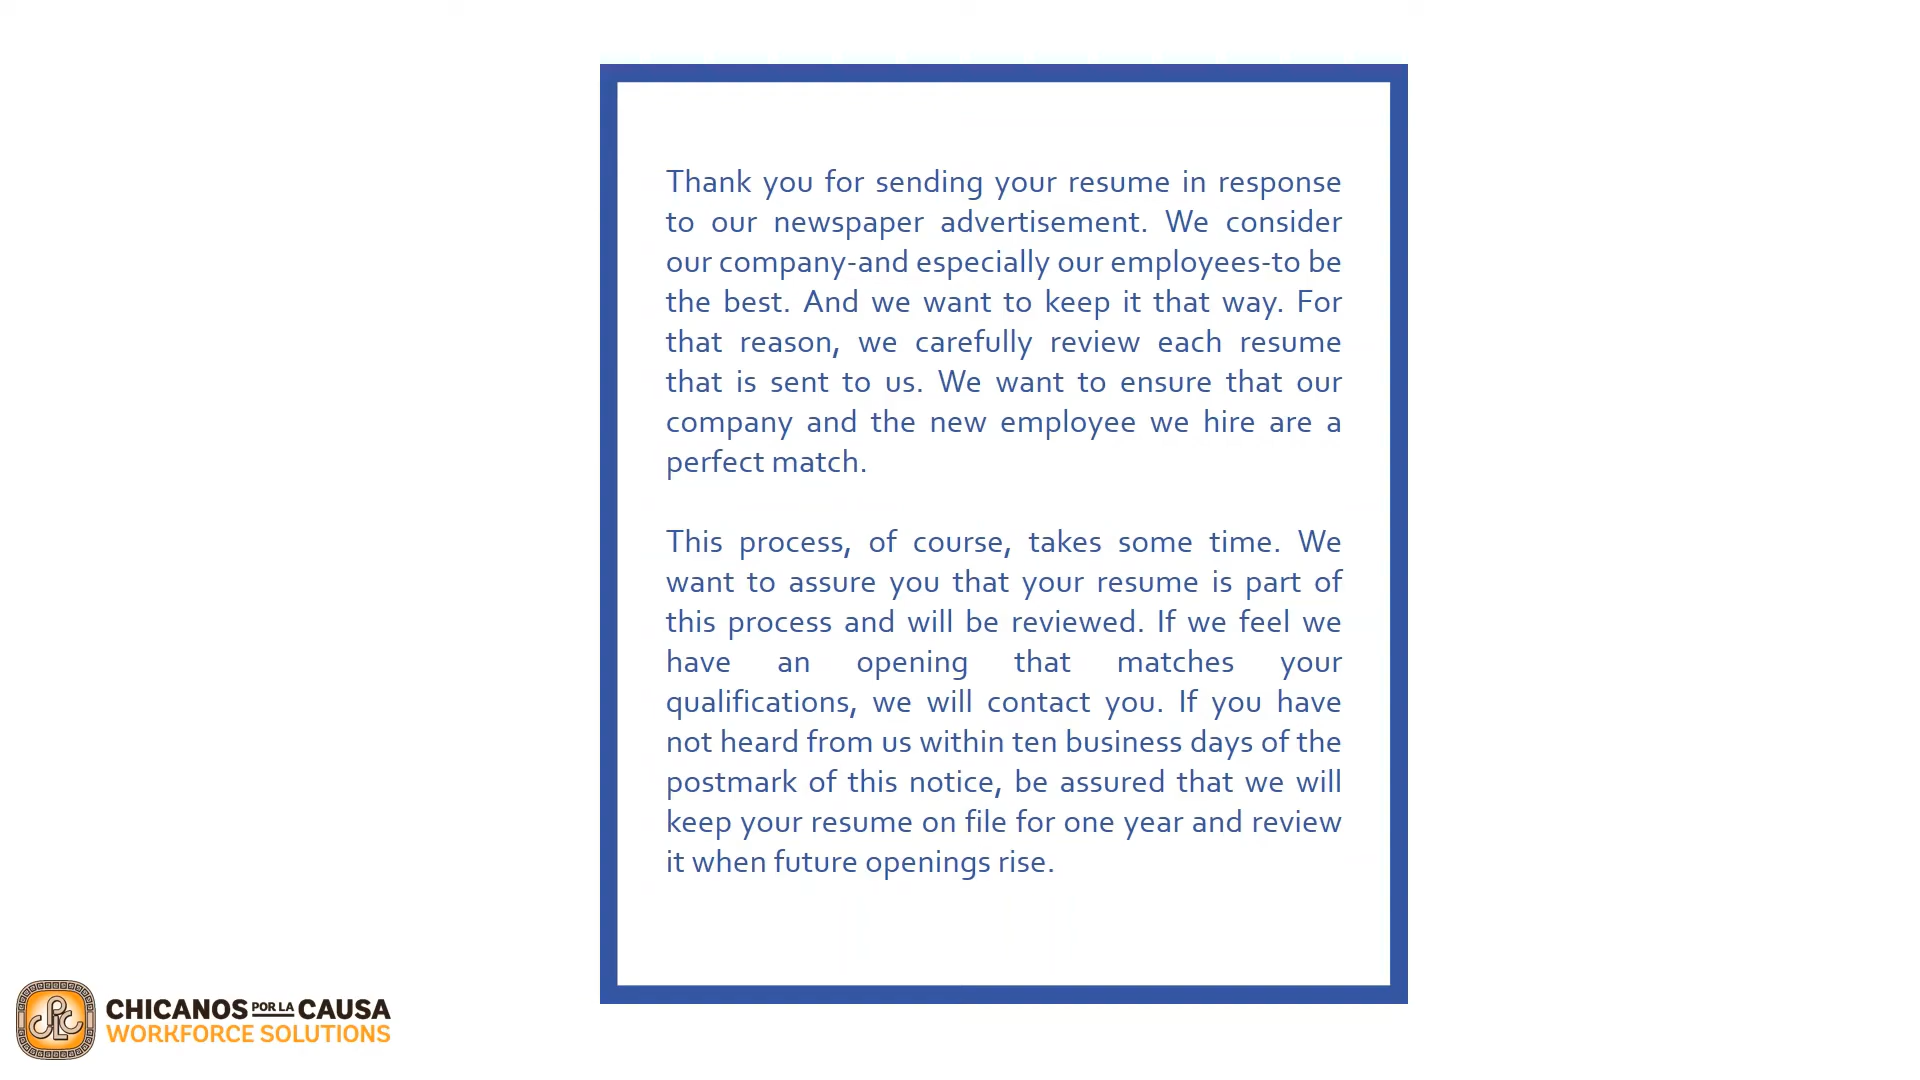 Thank you for sending your resume in response
to our newspaper advertisement. We consider
our company-and especially our employees-to be
the best. And we want to keep it that way. For
that reason, we carefully review each resume
that is sent to us. We want to ensure that our
company and the new employee we hire are a
perfect match.
This process, of course, takes some time. We
want to assure you that your resume is part of
this process and will be reviewed. If we feel we
have an opening that matches your
qualifications, we will contact you. If you have
not heard from us within ten business days of the
postmark of this notice, be assured that we will
keep your resume on file for one year and review
it when future openings rise.
CPLC
CHICANOS POR LA CAUSA
WORKFORCE SOLUTIONS